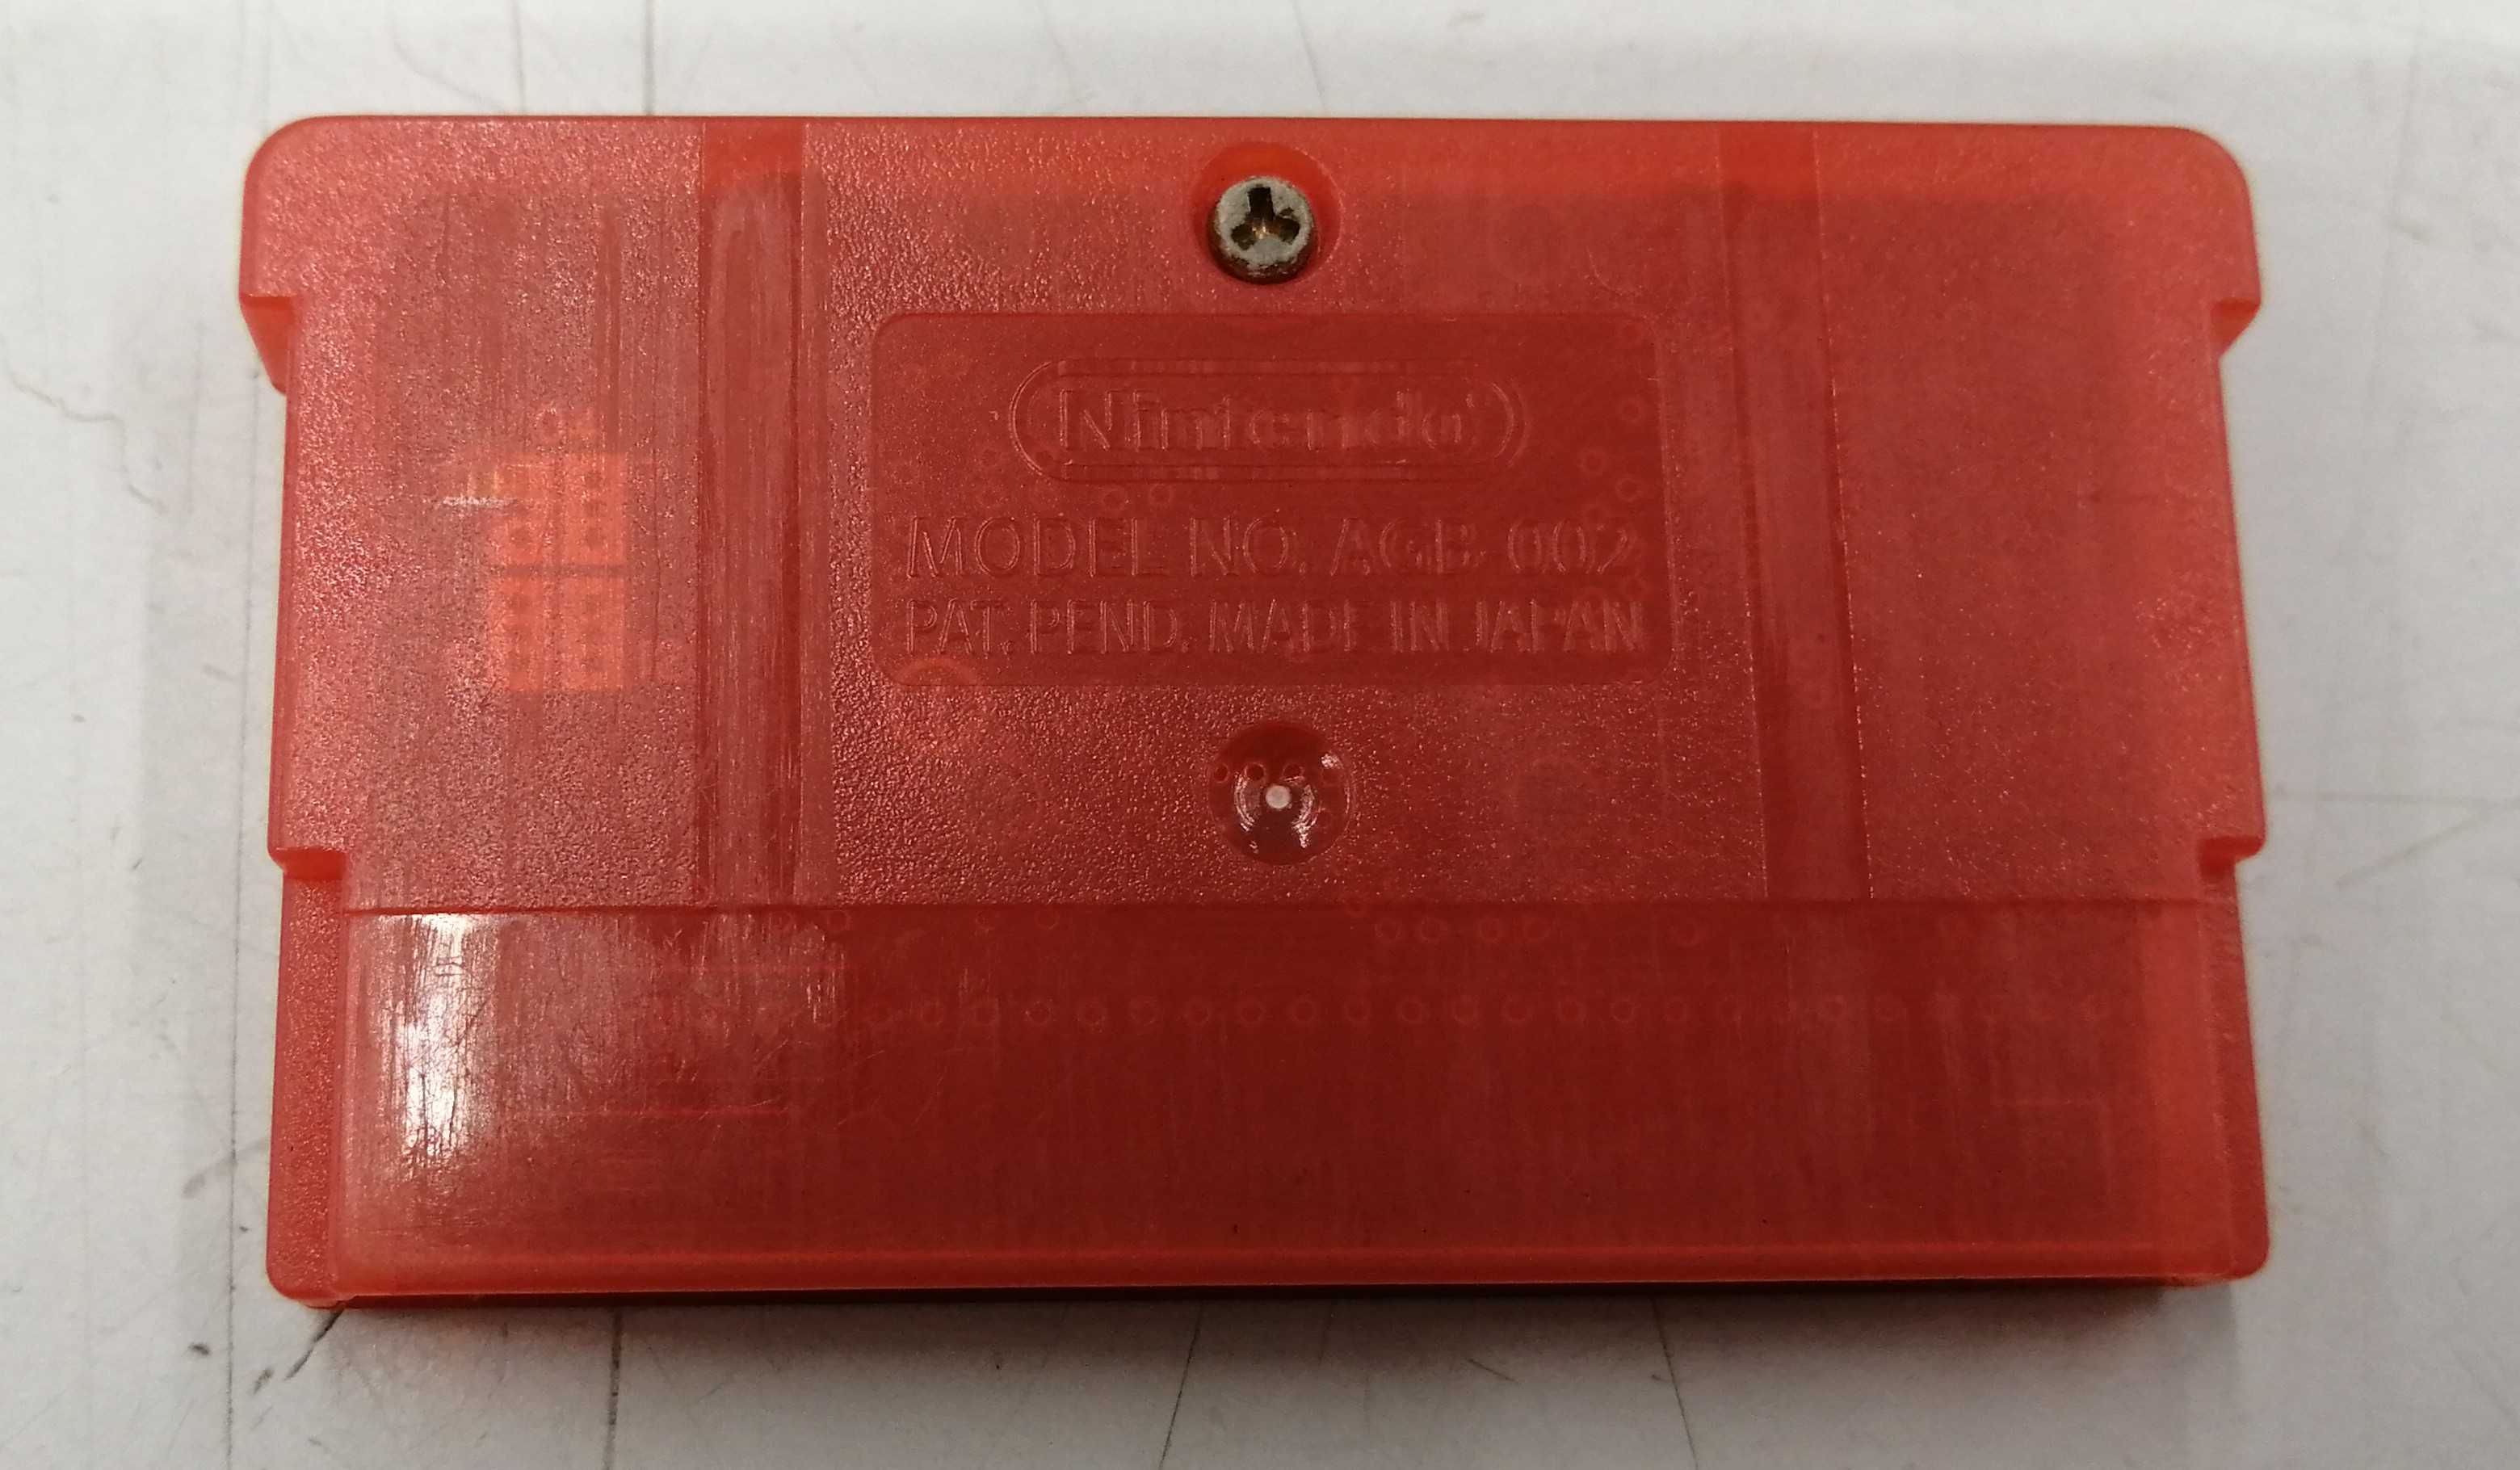 Nintendo
MODEL NO. AGB-002
PAT. PEND. MADE IN JAPAN